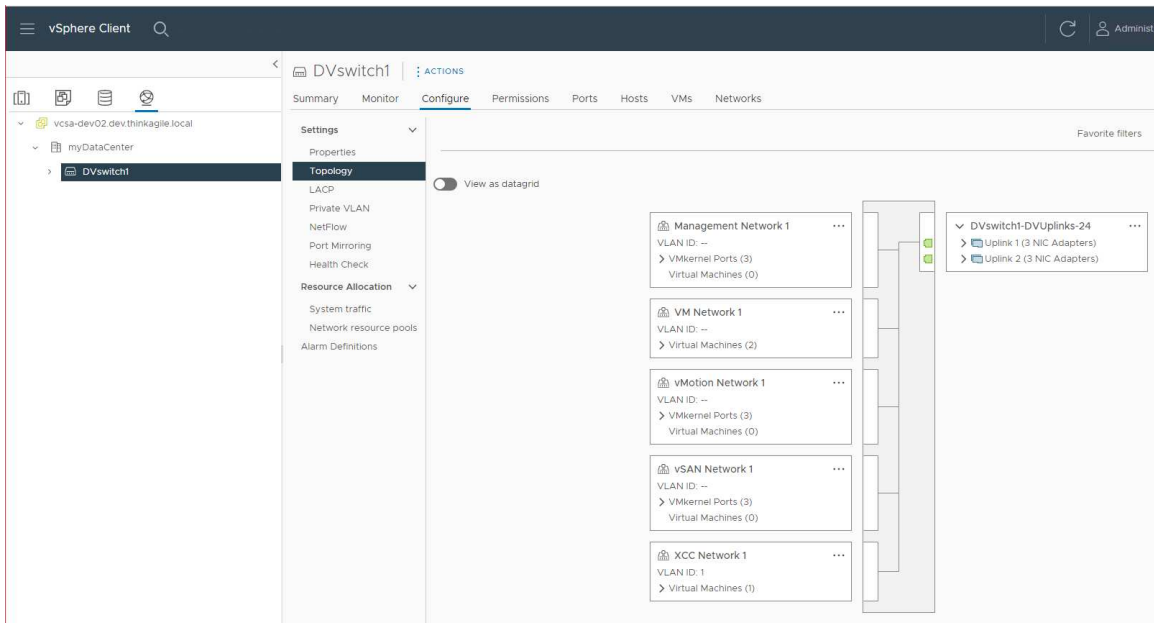 vSphere Client
Administ
DVswitch1
ACTIONS
Summary Monitor Configure Permissions Ports Hosts VMs Networks
vcsa-dev02.dev.thinkagile.local
myDataCenter
DVswitch1
Settings
Properties
Topology
LACP
Private VLAN
NetFlow
Port Mirroring
Health Check
Resource Allocation
System traffic
Network resource pools
Alarm Definitions
Favorite filters
View as datagrid
Management Network 1 ...
VLAN ID: --
VMkernel Ports (3)
Virtual Machines (0)
VM Network 1 ...
VLAN ID: --
Virtual Machines (2)
vMotion Network 1 ...
VLAN ID: --
VMkernel Ports (3)
Virtual Machines (0)
vSAN Network 1 ...
VLAN ID: --
VMkernel Ports (3)
Virtual Machines (0)
XCC Network 1 ...
VLAN ID: 1
Virtual Machines (1)
DVswitch1-DVUplinks-24 ...
Uplink 1 (3 NIC Adapters)
Uplink 2 (3 NIC Adapters)